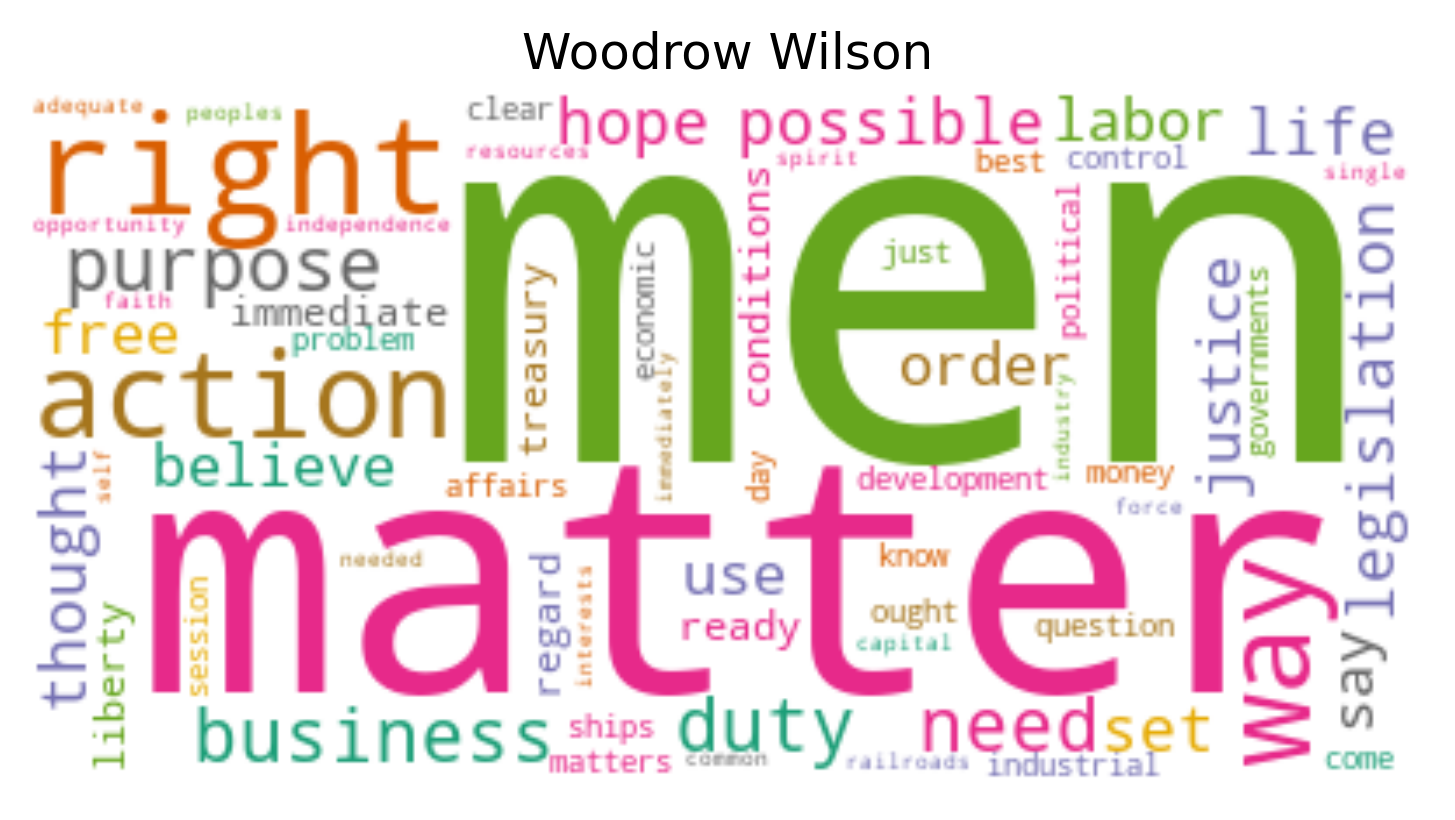 Woodrow Wilson
adequate
peoples
clear
hope
possible
labor
life
right
resources
spirit
best
control
single
opportunity
independence
men
conditions
political
legislation
purpose
just
faith
immediate
treasury
economic
justice
governments
free
problem
order
action
immediately
industry
believe
affairs
day
development
money
thought
self
force
matter
needed
regard
interests
use
know
way
session
ready
ought
question
capital
liberty
say
business
ships
duty
need
set
matters
common
railroads
industrial
come